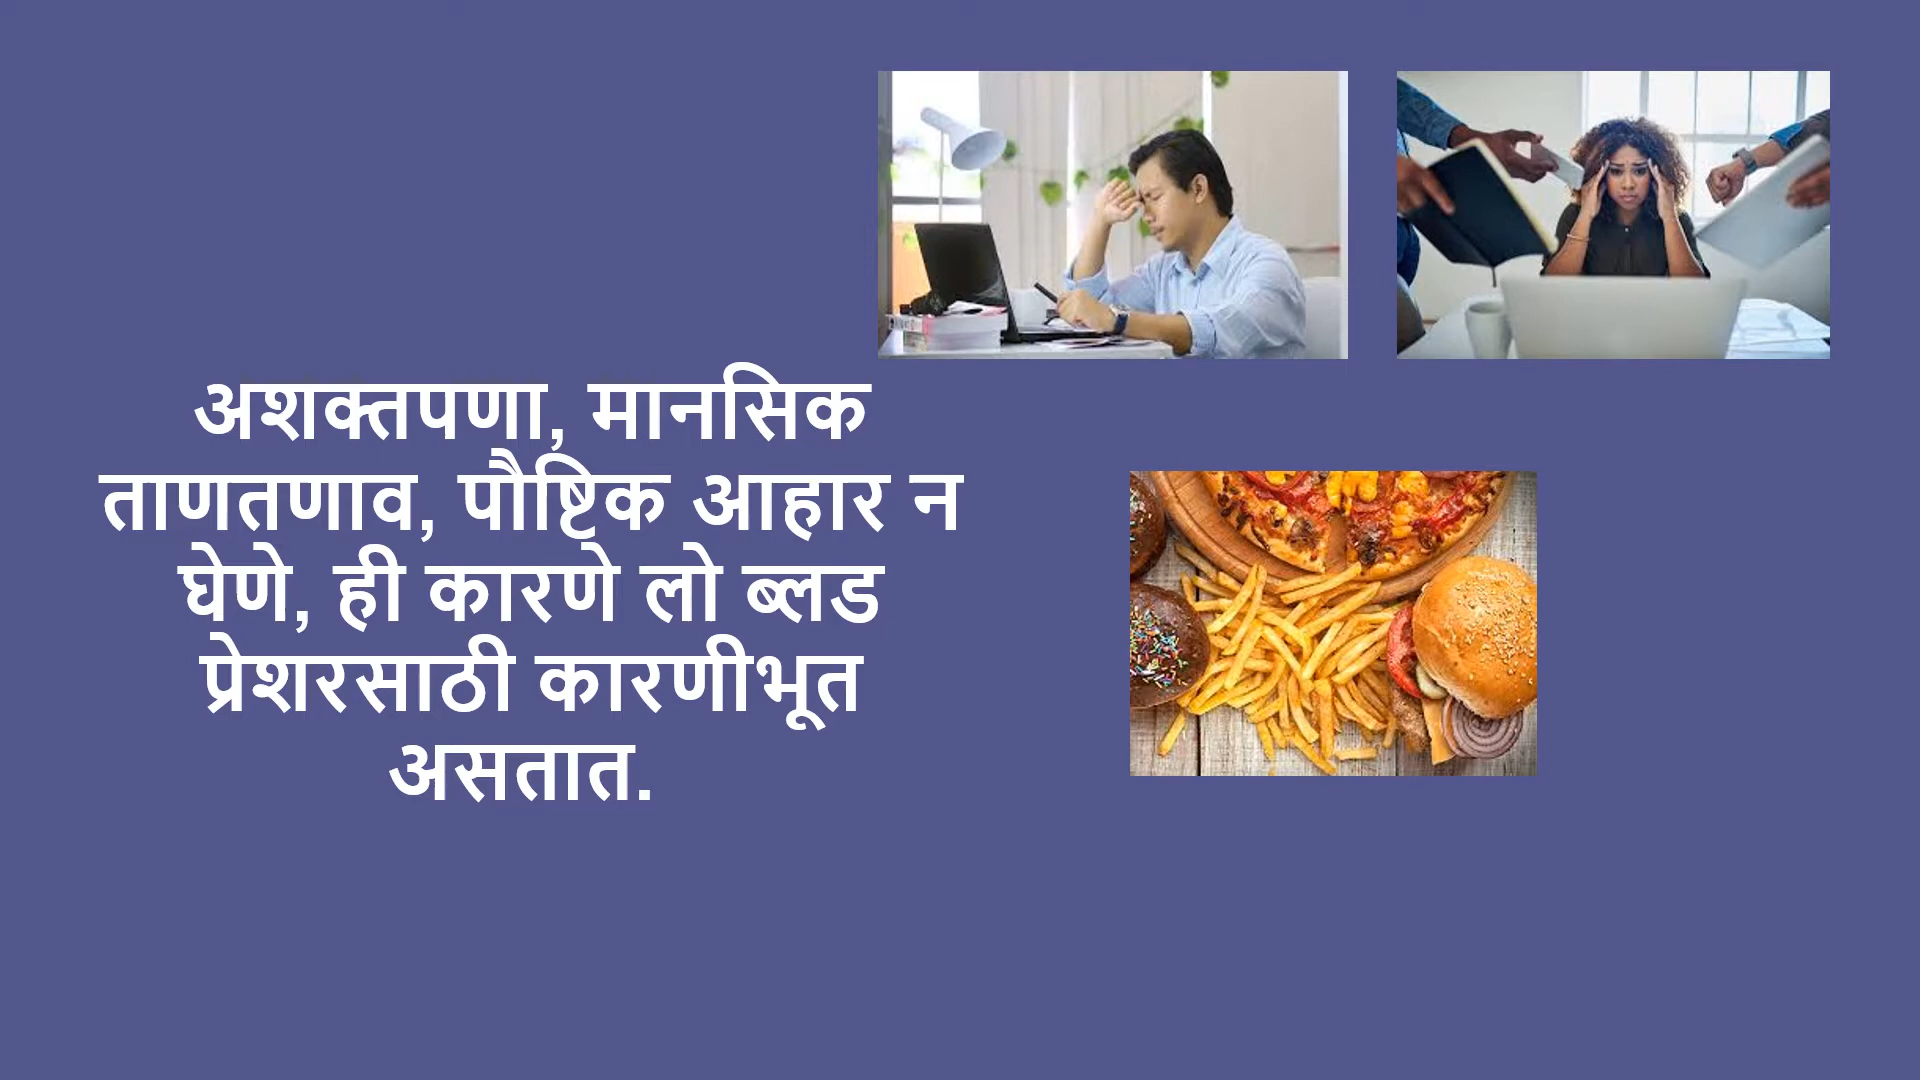 अशक्तपणा, मानसिक
ताणतणाव, पौष्टिक आहार न
घेणे, ही कारणे लो ब्लड
प्रेशरसाठी कारणीभूत
असतात.